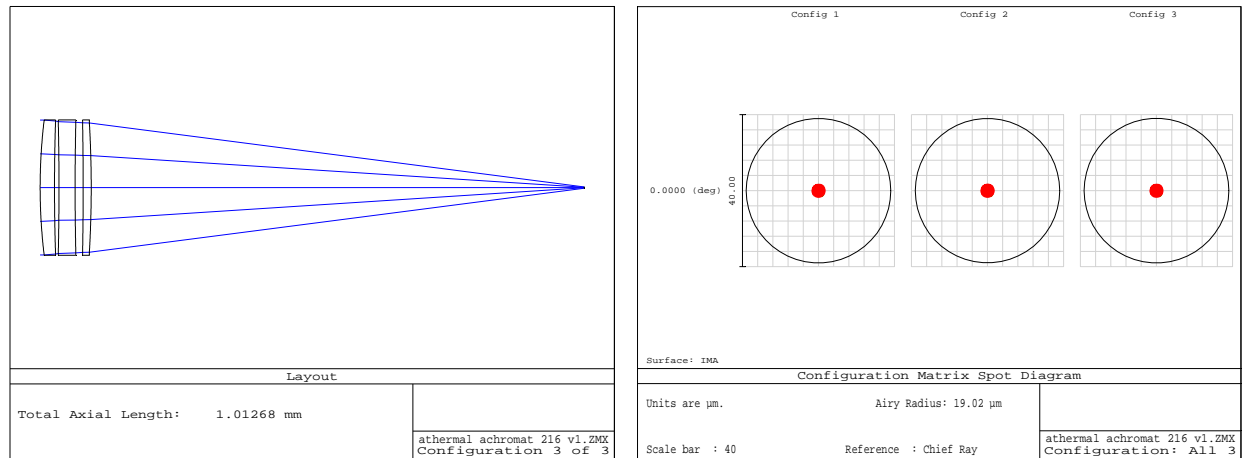 Layout
Total Axial Length: 1.01268 mm
athermal achromat 216 v1.ZMX
Configuration 3 of 3
Config 1
Config 2
Config 3
0.0000 (deg)
40.00
Surface: IMA
Configuration Matrix Spot Diagram
Units are µm. Airy Radius: 19.02 µm
Scale bar : 40 Reference : Chief Ray
athermal achromat 216 v1.ZMX
Configuration: All 3